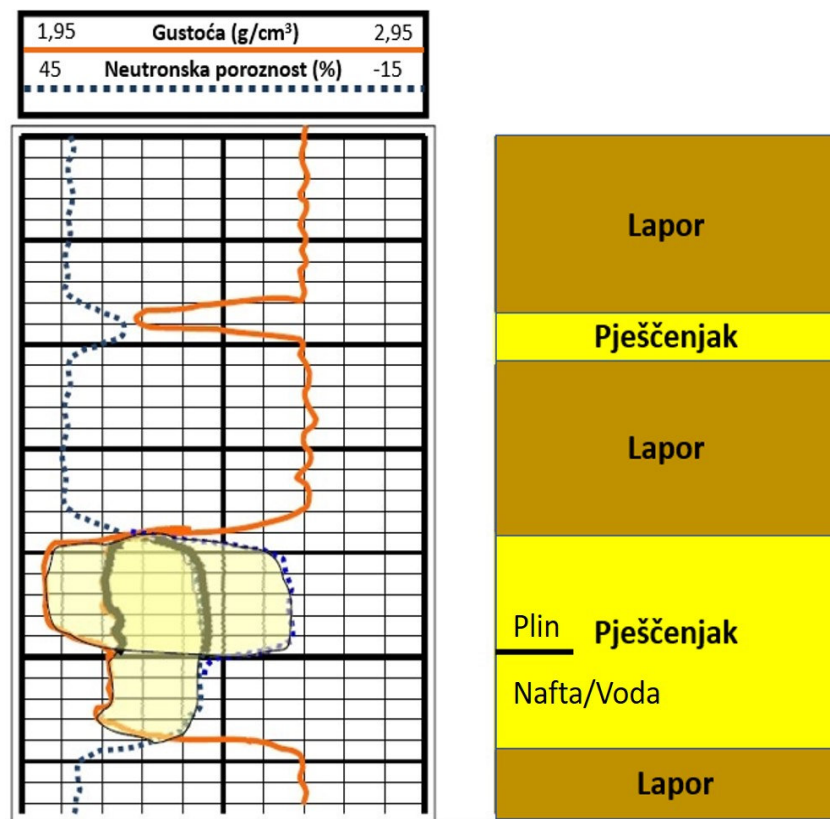 1,95 Gustoća (g/cm³) 2,95
45 Neutronska poroznost (%) -15
Lapor
Pješčenjak
Lapor
Plin
Pješčenjak
Nafta/Voda
Lapor